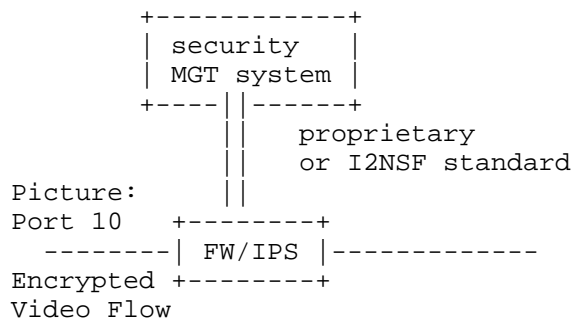 security
MGT system
proprietary
or I2NSF standard
Picture:
Port 10
FW/IPS
Encrypted
Video Flow